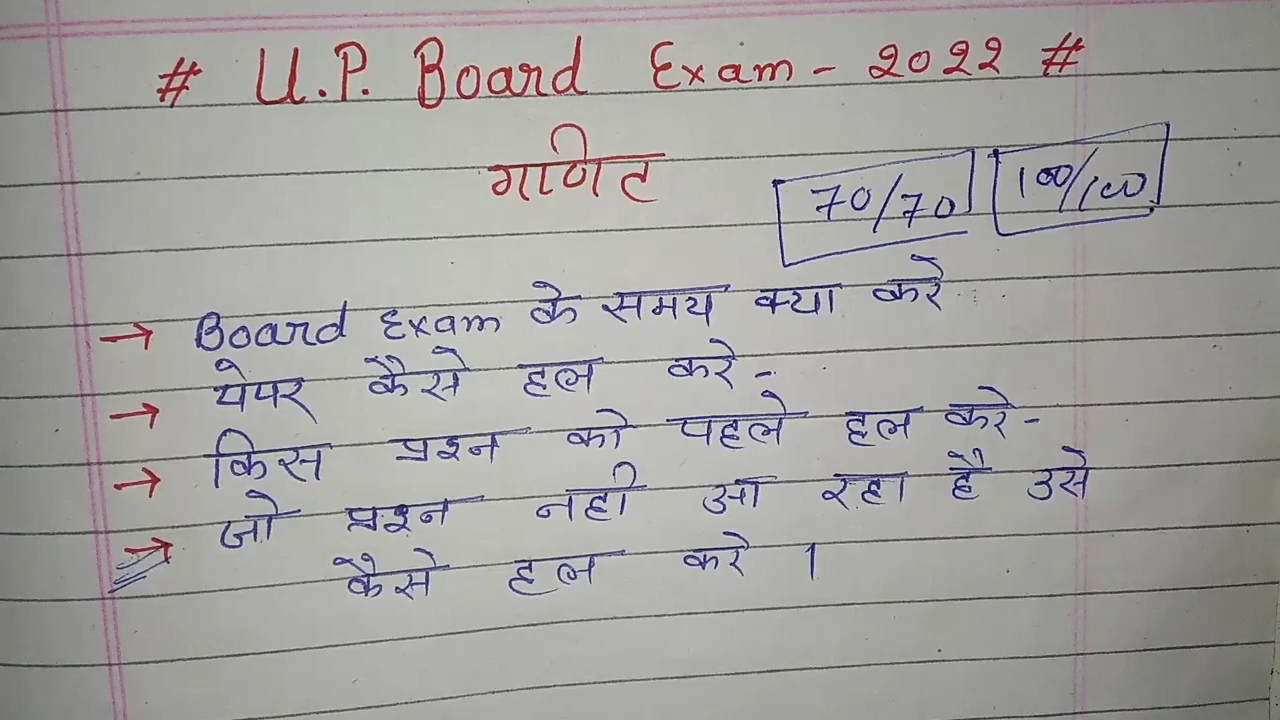 # U.P. Board Exam - 2022 #
गणित
70/70 100/100
→ Board Exam के समय क्या करे
→ पेपर कैसे हल करे -
→ किस प्रश्न को पहले हल करे-
→ जो प्रश्न नही आ रहा है उसे
कैसे हल करे ।